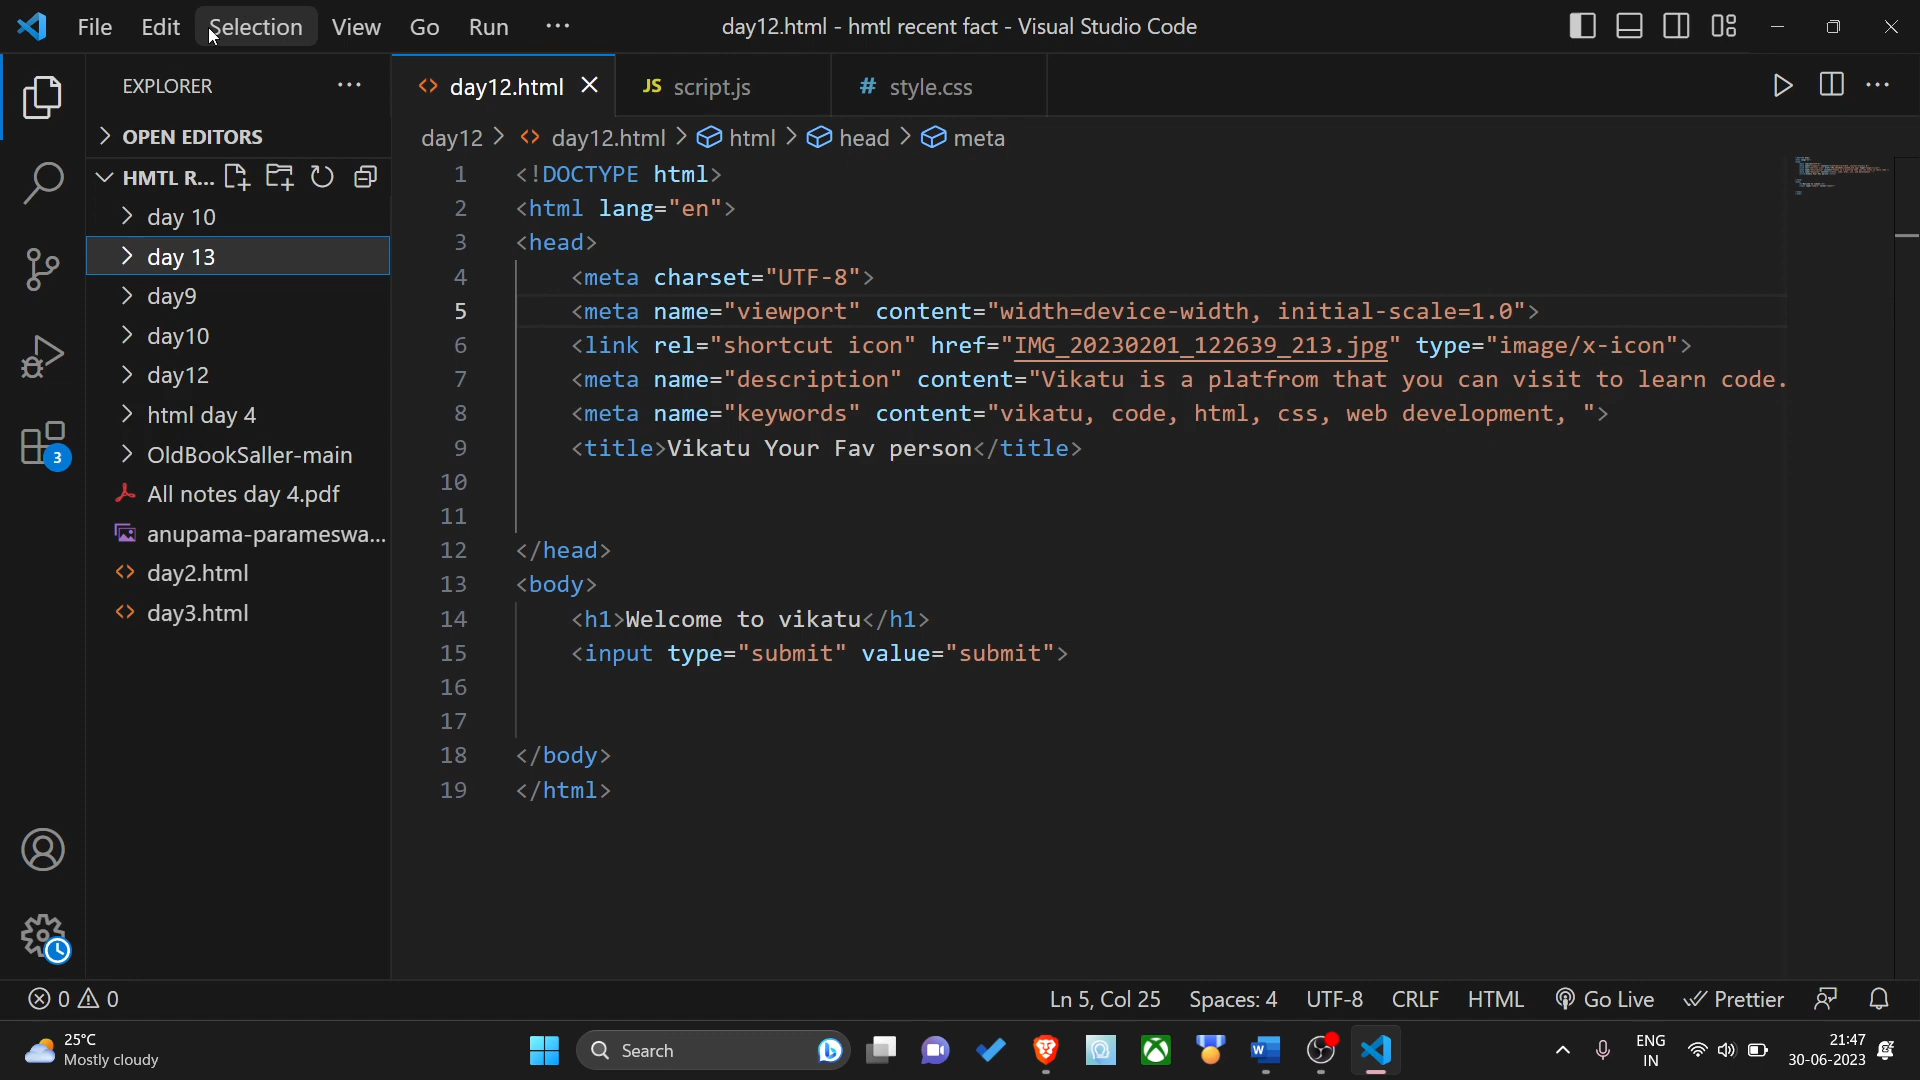 File Edit Selection View Go Run ···
day12.html - hmtl recent fact - Visual Studio Code
EXPLORER ···
day12.html
JS script.js
# style.css
OPEN EDITORS
day12 > day12.html > html > head > meta
HMTL R...
day 10
day 13
day9
day10
day12
html day 4
OldBookSaller-main
All notes day 4.pdf
anupama-parameswa...
day2.html
day3.html
1 <!DOCTYPE html>
2 <html lang="en">
3 <head>
4 <meta charset="UTF-8">
5 <meta name="viewport" content="width=device-width, initial-scale=1.0">
6 <link rel="shortcut icon" href="IMG_20230201_122639_213.jpg" type="image/x-icon">
7 <meta name="description" content="Vikatu is a platfrom that you can visit to learn code.
8 <meta name="keywords" content="vikatu, code, html, css, web development, ">
9 <title>Vikatu Your Fav person</title>
10
11
12 </head>
13 <body>
14 <h1>Welcome to vikatu</h1>
15 <input type="submit" value="submit">
16
17
18 </body>
19 </html>
3
0 0
Ln 5, Col 25 Spaces: 4 UTF-8 CRLF HTML Go Live Prettier
25°C
Mostly cloudy
Search
ENG
IN
21:47
30-06-2023